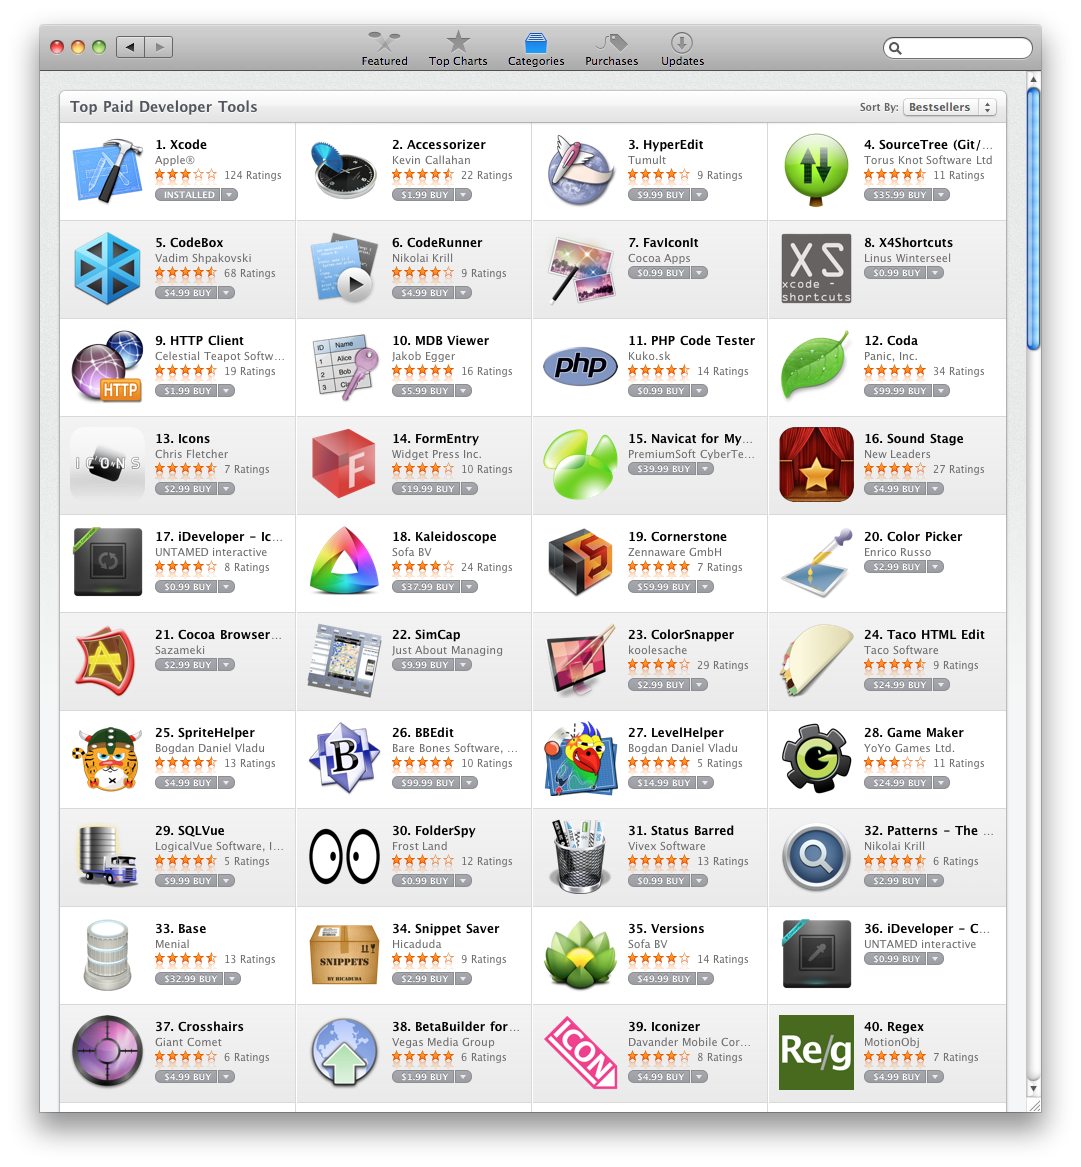 Featured Top Charts Categories Purchases Updates
Top Paid Developer Tools
Sort By: Bestsellers
1. Xcode
Apple®
124 Ratings
INSTALLED
2. Accessorizer
Kevin Callahan
22 Ratings
$1.99 BUY
3. HyperEdit
Tumult
9 Ratings
$9.99 BUY
4. SourceTree (Git/...
Torus Knot Software Ltd
11 Ratings
$35.99 BUY
5. CodeBox
Vadim Shpakovski
68 Ratings
$4.99 BUY
6. CodeRunner
Nikolai Krill
9 Ratings
$4.99 BUY
7. FavIconIt
Cocoa Apps
$0.99 BUY
XS
xcode -
shortcuts
8. X4Shortcuts
Linus Winterseel
$0.99 BUY
HTTP
9. HTTP Client
Celestial Teapot Softw...
19 Ratings
$1.99 BUY
ID Name
1 Alice
2 Bob
3
10. MDB Viewer
Jakob Egger
16 Ratings
$5.99 BUY
php
11. PHP Code Tester
Kuko.sk
14 Ratings
$0.99 BUY
12. Coda
Panic, Inc.
34 Ratings
$99.99 BUY
ICONS
13. Icons
Chris Fletcher
7 Ratings
$2.99 BUY
F
14. FormEntry
Widget Press Inc.
10 Ratings
$19.99 BUY
15. Navicat for My...
PremiumSoft CyberTe...
$39.99 BUY
16. Sound Stage
New Leaders
27 Ratings
$4.99 BUY
17. iDeveloper - Ic...
UNTAMED interactive
8 Ratings
$0.99 BUY
18. Kaleidoscope
Sofa BV
24 Ratings
$37.99 BUY
19. Cornerstone
Zennaware GmbH
7 Ratings
$59.99 BUY
20. Color Picker
Enrico Russo
$2.99 BUY
21. Cocoa Browser...
Sazameki
$2.99 BUY
22. SimCap
Just About Managing
$9.99 BUY
23. ColorSnapper
koolesache
29 Ratings
$2.99 BUY
24. Taco HTML Edit
Taco Software
9 Ratings
$24.99 BUY
25. SpriteHelper
Bogdan Daniel Vladu
13 Ratings
$4.99 BUY
B
26. BBEdit
Bare Bones Software, ...
10 Ratings
$99.99 BUY
27. LevelHelper
Bogdan Daniel Vladu
5 Ratings
$14.99 BUY
G
28. Game Maker
YoYo Games Ltd.
11 Ratings
$24.99 BUY
29. SQLVue
LogicalVue Software, I...
5 Ratings
$9.99 BUY
30. FolderSpy
Frost Land
12 Ratings
$0.99 BUY
31. Status Barred
Vivex Software
13 Ratings
$0.99 BUY
32. Patterns - The ...
Nikolai Krill
6 Ratings
$2.99 BUY
33. Base
Menial
13 Ratings
$32.99 BUY
SNIPPETS
BY HICADUDA
34. Snippet Saver
Hicaduda
9 Ratings
$2.99 BUY
35. Versions
Sofa BV
14 Ratings
$49.99 BUY
36. iDeveloper - C...
UNTAMED interactive
$0.99 BUY
37. Crosshairs
Giant Comet
6 Ratings
$4.99 BUY
38. BetaBuilder for...
Vegas Media Group
6 Ratings
$1.99 BUY
ICON
39. Iconizer
Davander Mobile Cor...
8 Ratings
$4.99 BUY
Re/g
40. Regex
MotionObj
7 Ratings
$4.99 BUY